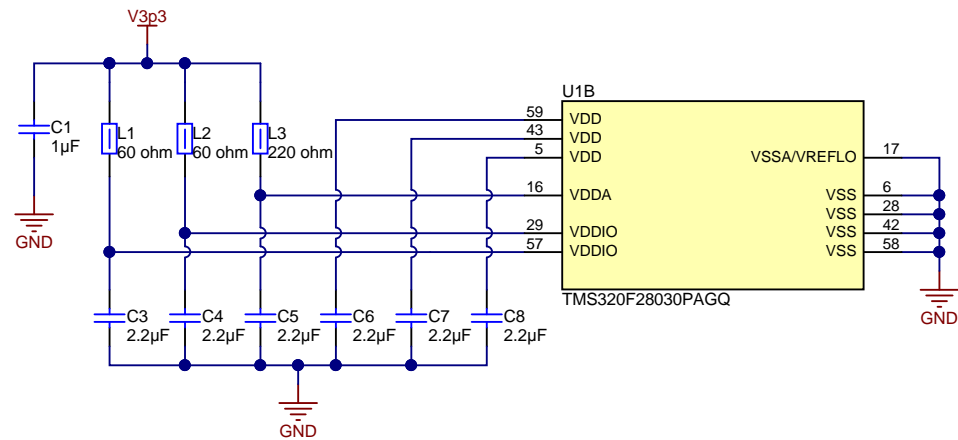 V3p3
U1B
C1
1µF
L1
60 ohm
L2
60 ohm
L3
220 ohm
59 VDD
43 VDD
5 VDD
VSSA/VREFLO 17
16 VDDA
VSS 6
VSS 28
29 VDDIO
VSS 42
57 VDDIO
VSS 58
GND
TMS320F28030PAGQ
GND
C3
2.2µF
C4
2.2µF
C5
2.2µF
C6
2.2µF
C7
2.2µF
C8
2.2µF
GND